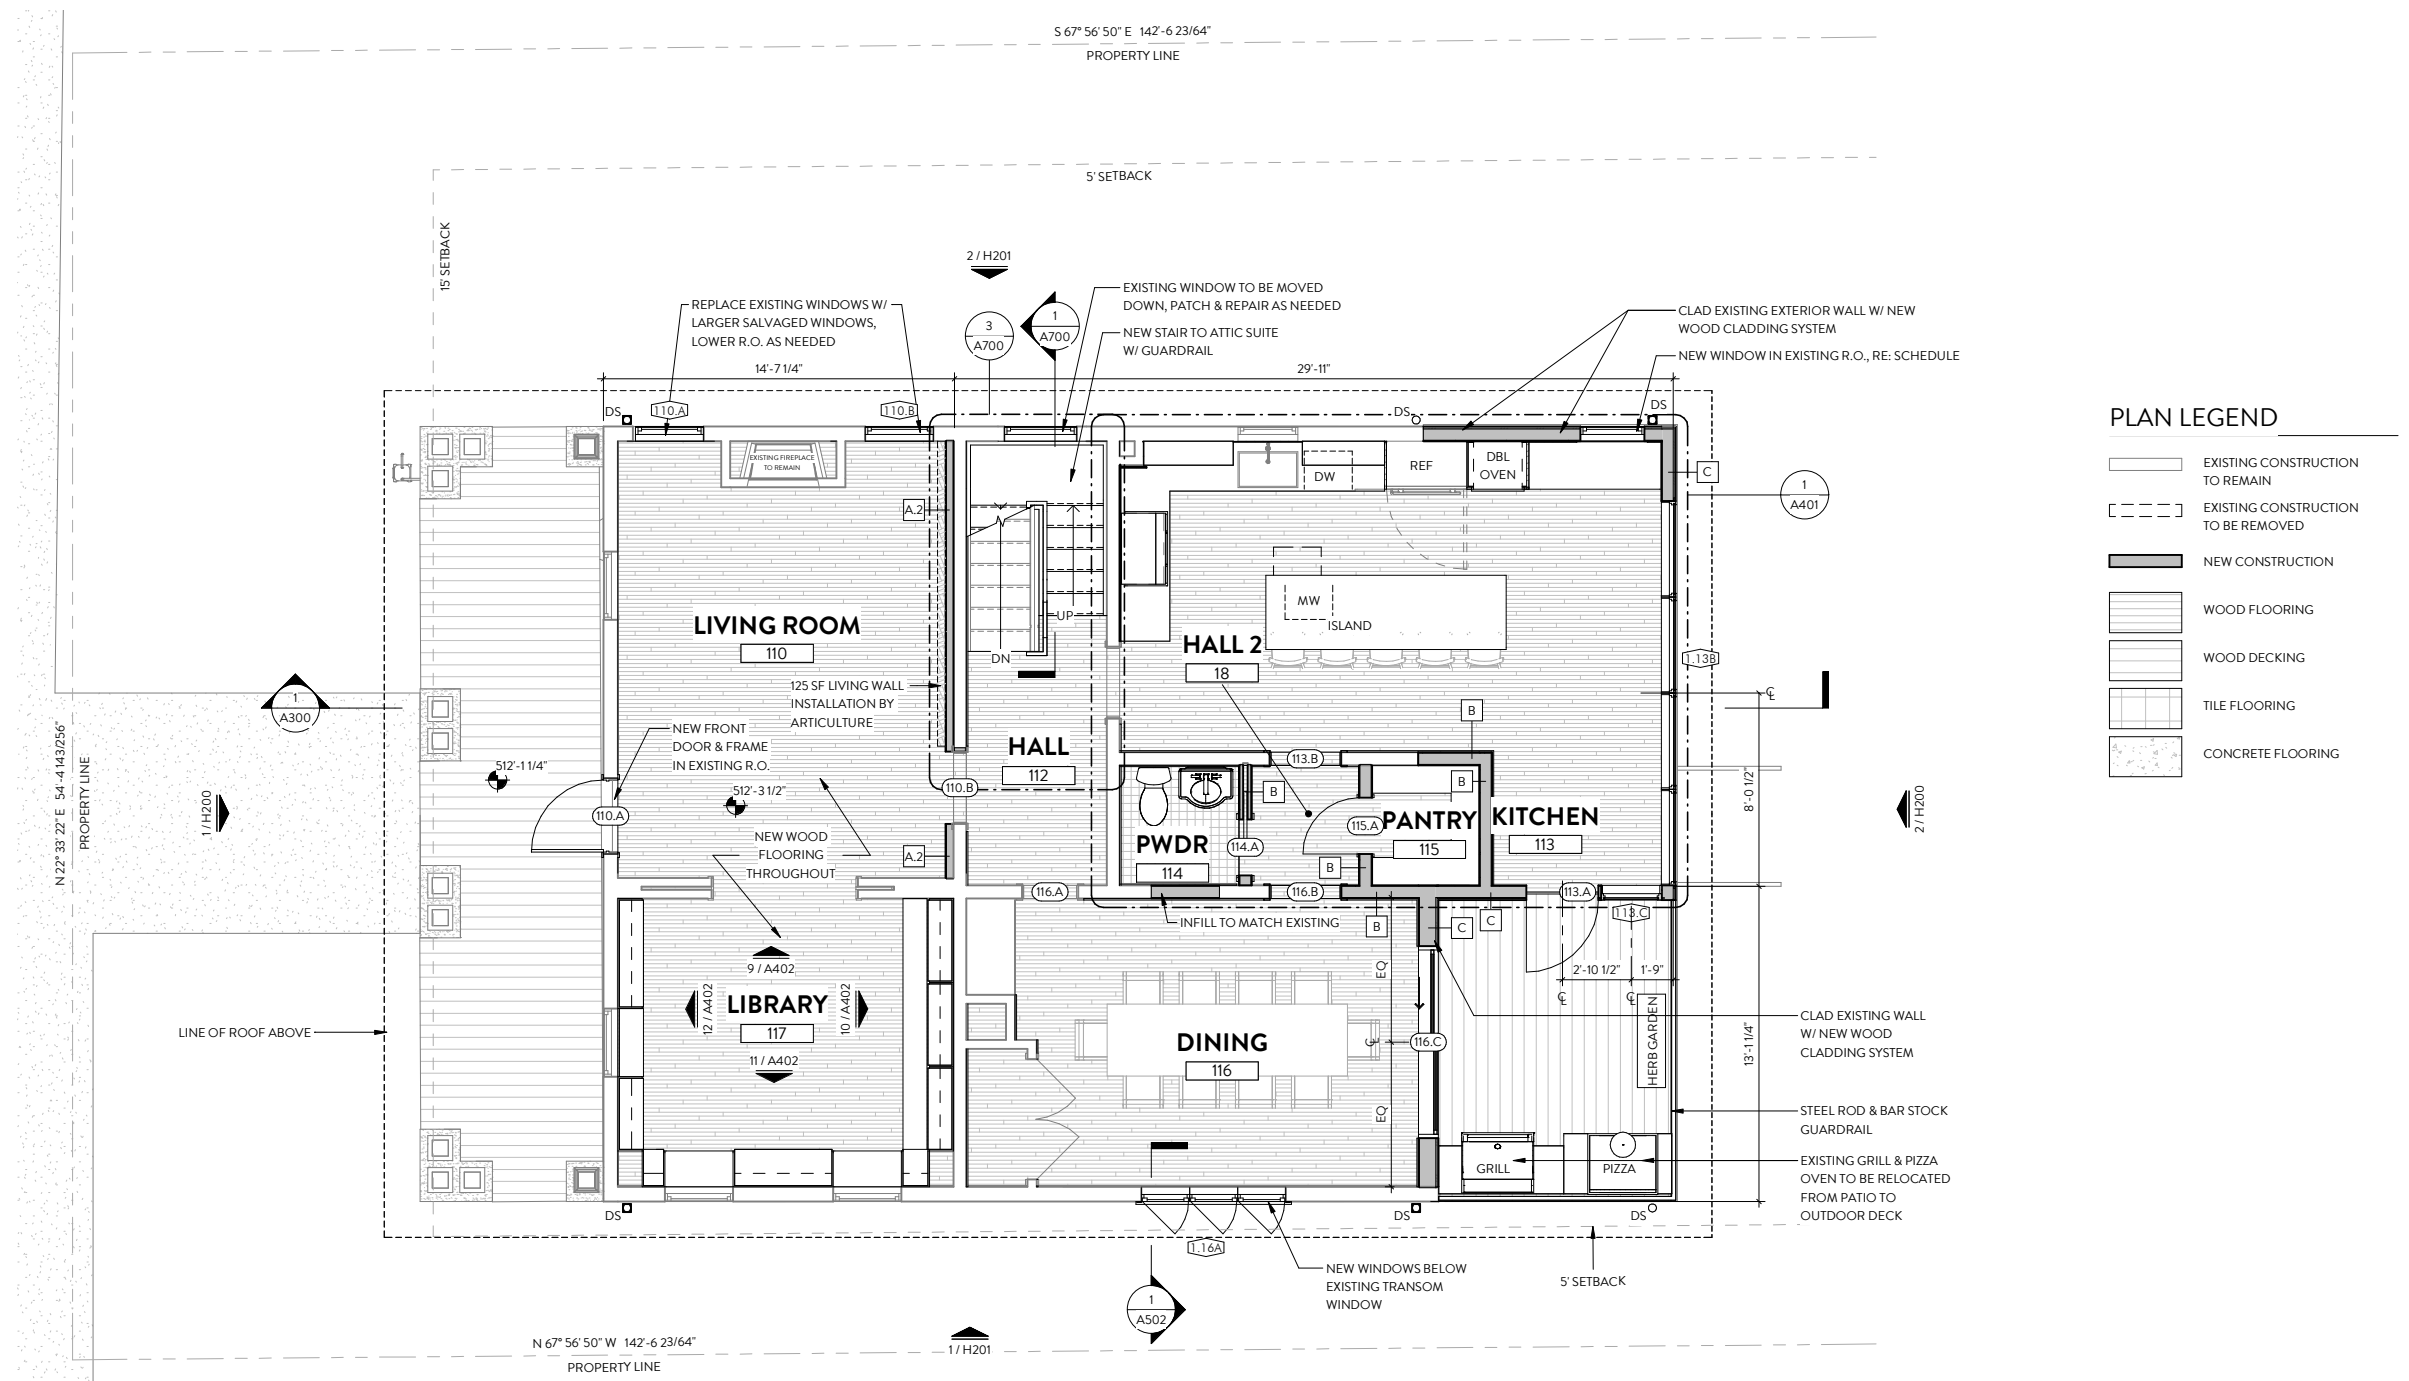 S 67° 56' 50" E 142'-6 23/64"
PROPERTY LINE
5' SETBACK
15' SETBACK
2 / H201
3
A700
1
A700
EXISTING WINDOW TO BE MOVED
DOWN, PATCH & REPAIR AS NEEDED
NEW STAIR TO ATTIC SUITE
W/ GUARDRAIL
REPLACE EXISTING WINDOWS W/
LARGER SALVAGED WINDOWS,
LOWER R.O. AS NEEDED
CLAD EXISTING EXTERIOR WALL W/ NEW
WOOD CLADDING SYSTEM
NEW WINDOW IN EXISTING R.O., RE: SCHEDULE
14'-7 1/4"
29'-11"
DS
110.A
110.B
DS
DS
PLAN LEGEND
EXISTING CONSTRUCTION
TO REMAIN
EXISTING CONSTRUCTION
TO BE REMOVED
NEW CONSTRUCTION
WOOD FLOORING
WOOD DECKING
TILE FLOORING
CONCRETE FLOORING
EXISTING FIREPLACE
TO REMAIN
DW
REF
DBL
OVEN
C
1
A401
A.2
MW
ISLAND
UP
DN
LIVING ROOM
110
HALL 2
18
1.13B
125 SF LIVING WALL
INSTALLATION BY
ARTICULTURE
1
A300
NEW FRONT
DOOR & FRAME
IN EXISTING R.O.
HALL
112
B
113.B
512'-1 1/4"
512'-3 1/2"
110.B
B
B
110.A
115.A
PANTRY
115
KITCHEN
113
PWDR
114
114.A
B
NEW WOOD
FLOORING
THROUGHOUT
A.2
N 22° 33' 22" E 54'-4 143/256"
PROPERTY LINE
1 / H200
2 / H200
8'-0 1/2"
116.A
116.B
113.A
113.C
INFILL TO MATCH EXISTING
B
C
C
9 / A402
12 / A402
LIBRARY
117
10 / A402
11 / A402
EQ
2'-10 1/2"
1'-9"
HERB GARDEN
DINING
116
116.C
EQ
13'-1 1/4"
LINE OF ROOF ABOVE
CLAD EXISTING WALL
W/ NEW WOOD
CLADDING SYSTEM
STEEL ROD & BAR STOCK
GUARDRAIL
GRILL
PIZZA
EXISTING GRILL & PIZZA
OVEN TO BE RELOCATED
FROM PATIO TO
OUTDOOR DECK
DS
DS
DS
1.16A
NEW WINDOWS BELOW
EXISTING TRANSOM
WINDOW
5' SETBACK
1
A502
N 67° 56' 50" W 142'-6 23/64"
PROPERTY LINE
1 / H201